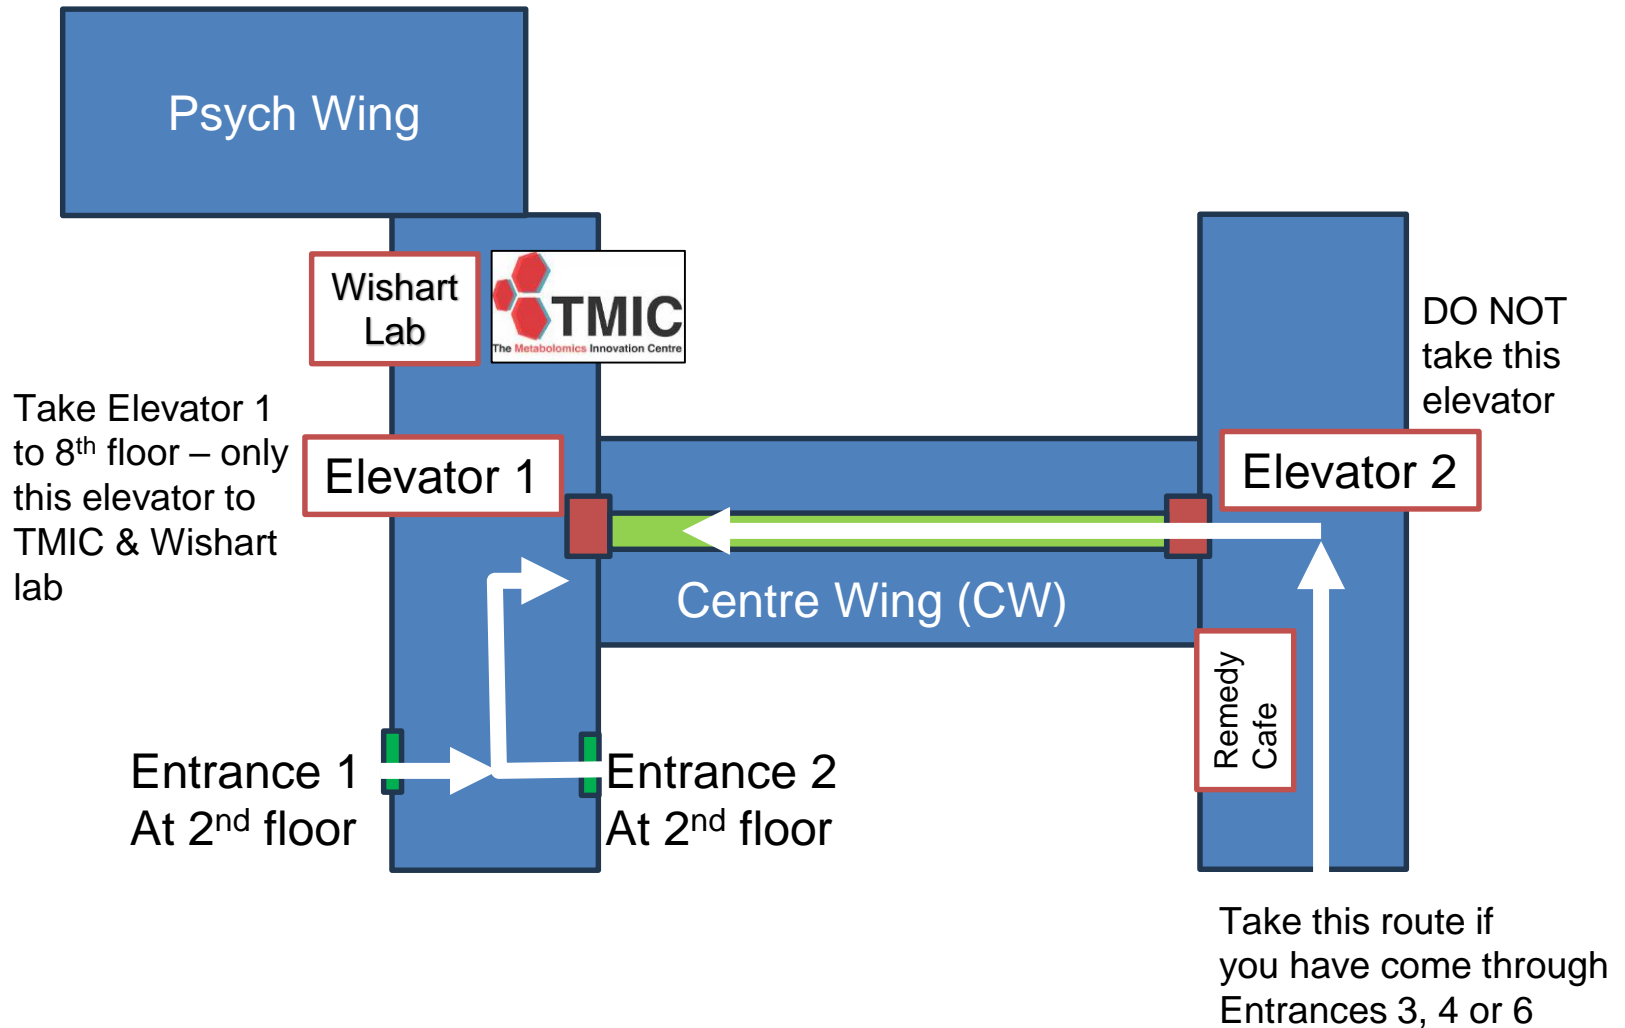 Psych Wing
Wishart
Lab
TMIC
The Metabolomics Innovation Centre
DO NOT
take this
elevator
Take Elevator 1
to 8th floor – only
this elevator to
TMIC & Wishart
lab
Elevator 1
Elevator 2
Centre Wing (CW)
Remedy
Cafe
Entrance 1
At 2nd floor
Entrance 2
At 2nd floor
Take this route if
you have come through
Entrances 3, 4 or 6